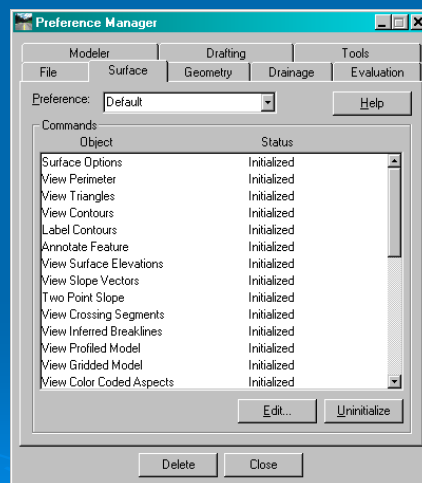 Preference Manager
Modeler Drafting Tools
File Surface Geometry Drainage Evaluation
Preference: Default Help
Commands
Object Status
Surface Options Initialized
View Perimeter Initialized
View Triangles Initialized
View Contours Initialized
Label Contours Initialized
Annotate Feature Initialized
View Surface Elevations Initialized
View Slope Vectors Initialized
Two Point Slope Initialized
View Crossing Segments Initialized
View Inferred Breaklines Initialized
View Profiled Model Initialized
View Gridded Model Initialized
View Color Coded Aspects Initialized
Edit... Uninitialize
Delete Close